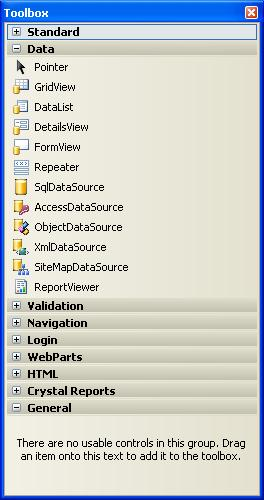 Toolbox
Standard
Data
Pointer
GridView
DataList
DetailsView
FormView
Repeater
SqlDataSource
AccessDataSource
ObjectDataSource
XmlDataSource
SiteMapDataSource
ReportViewer
Validation
Navigation
Login
WebParts
HTML
Crystal Reports
General
There are no usable controls in this group. Drag
an item onto this text to add it to the toolbox.